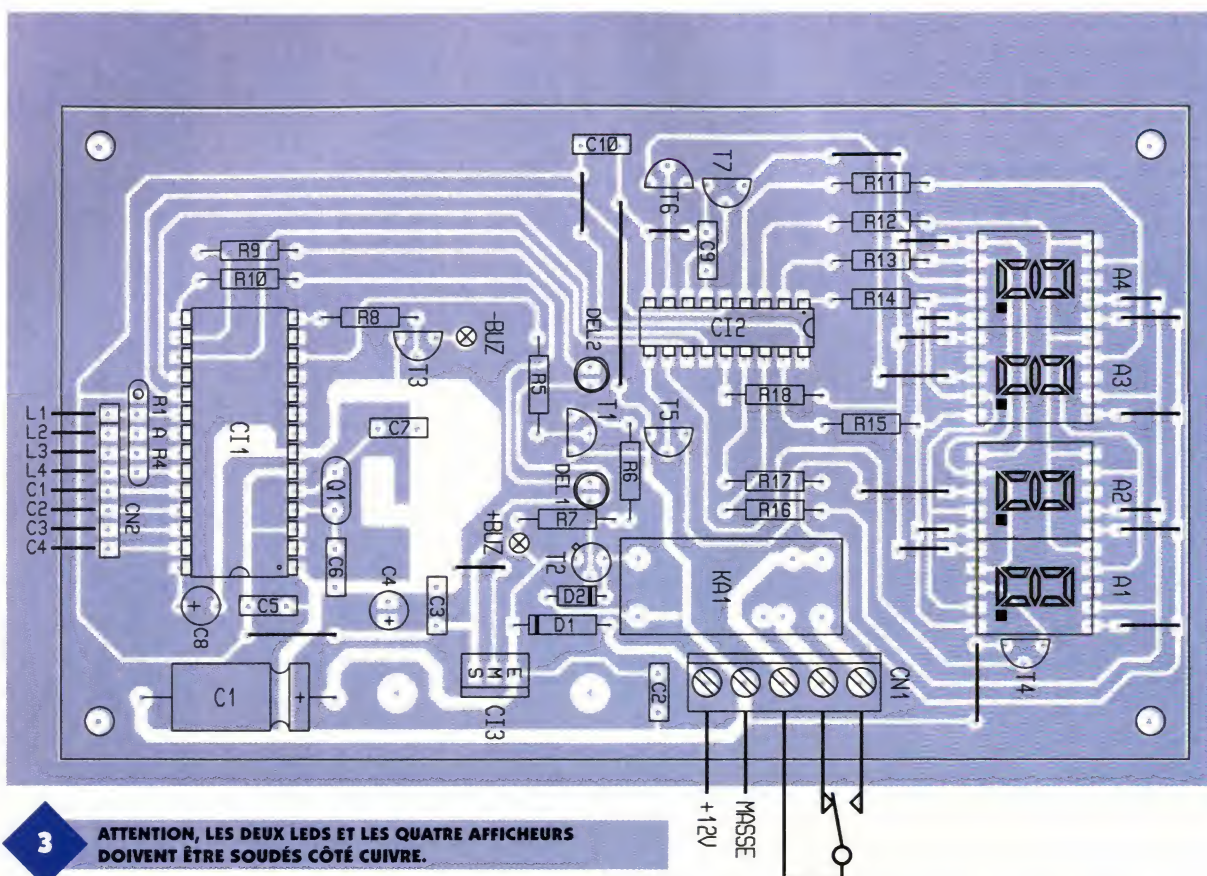 C10
T7
T6
C9
R11
R12
R13
R14
R9
R10
R8
T3
-BUZ
DEL2
CI2
A4
A3
R5
T1
T5
R18
R15
L1
L2
L3
L4
C1
C2
C3
C4
CN2
R1 A R4
CI1
Q1
C7
R6
DEL1
R7
+BUZ
R17
R16
A2
A1
C6
C4
+
C3
T2
D2
D1
KA1
C8
+
C5
C1
+
S M E
CI3
C2
CN1
T4
+12V
MASSE
3
ATTENTION, LES DEUX LEDS ET LES QUATRE AFFICHEURS
DOIVENT ÊTRE SOUDÉS CÔTÉ CUIVRE.